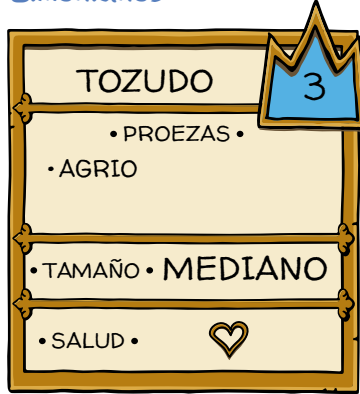 TOZUDO
3
• PROEZAS •
• AGRIO
• TAMAÑO • MEDIANO
• SALUD •